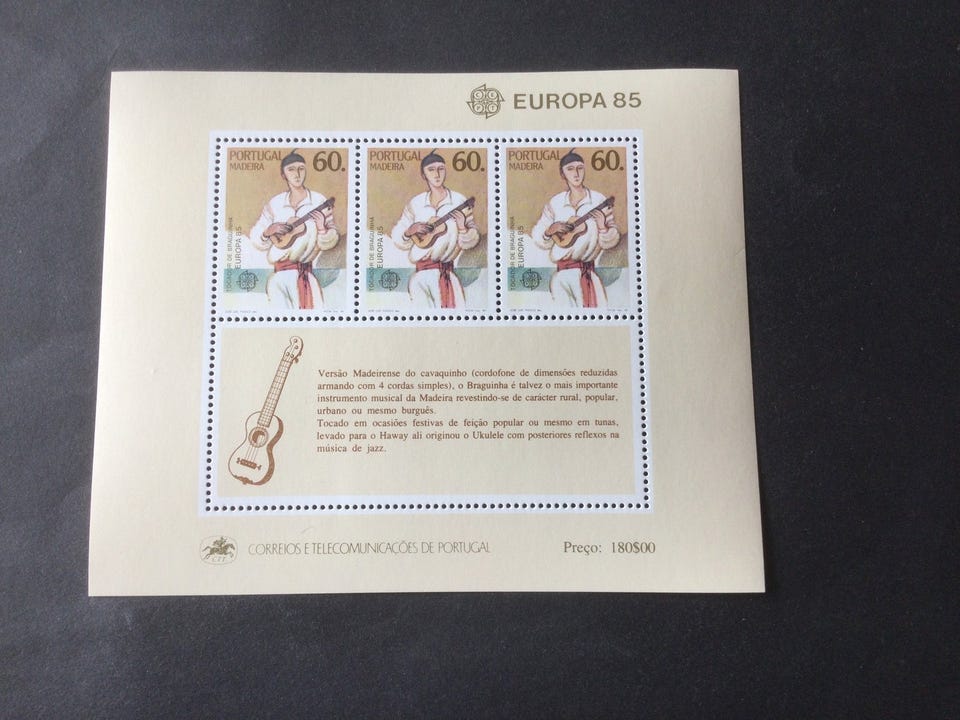 EUROPA 85
PORTUGAL 60.
MADEIRA
TOCADOR DE BRAGUINHA
EUROPA 85
PORTUGAL 60.
MADEIRA
TOCADOR DE BRAGUINHA
EUROPA 85
PORTUGAL 60.
MADEIRA
TOCADOR DE BRAGUINHA
EUROPA 85
Versão Madeirense do cavaquinho (cordofone de dimensões reduzidas
armando com 4 cordas simples), o Braguinha é talvez o mais importante
instrumento musical da Madeira revestindo-se de carácter rural, popular,
urbano ou mesmo burguês.
Tocado em ocasiões festivas de feição popular ou mesmo em tunas,
levado para o Haway ali originou o Ukulele com posteriores reflexos na
música de jazz.
CTT
CORREIOS E TELECOMUNICAÇÕES DE PORTUGAL
Preço: 180$00